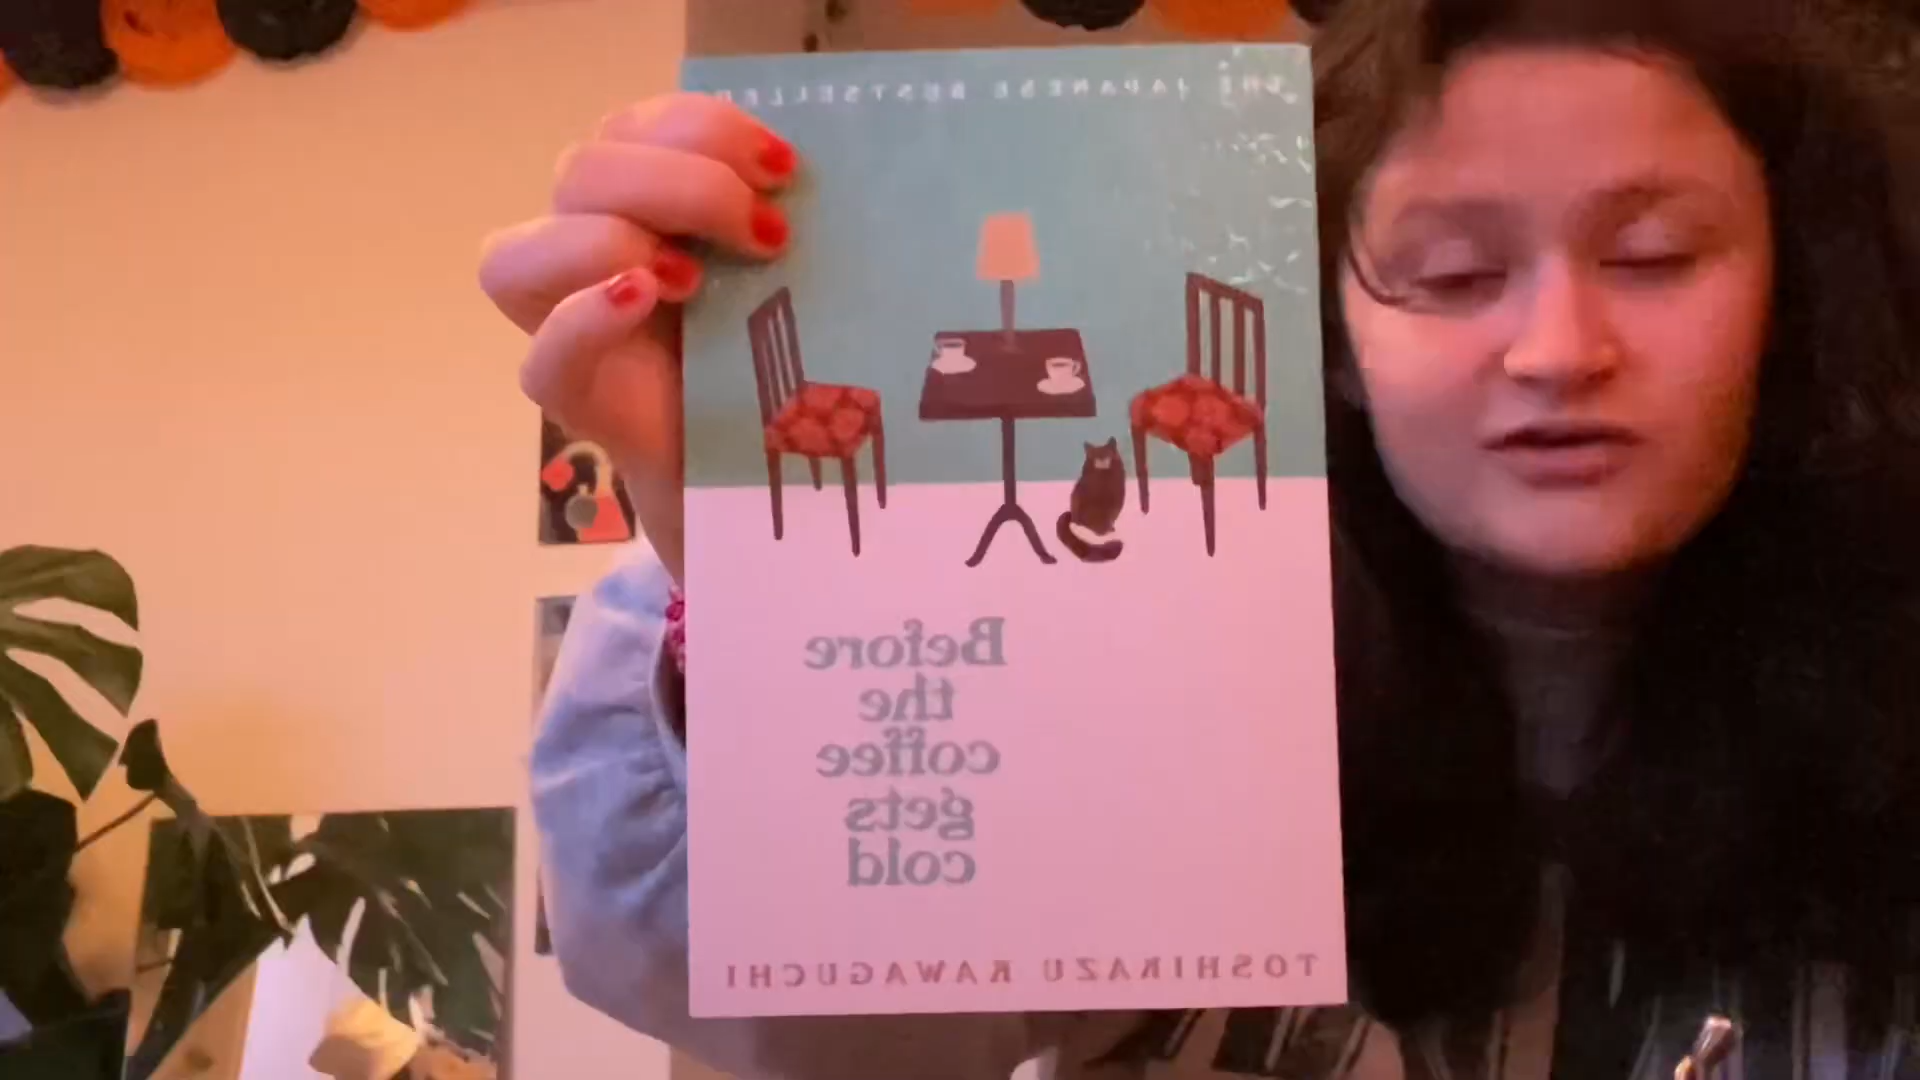 THE JAPANESE BESTSELLER
Before
the
coffee
gets
cold
TOSHIKAZU KAWAGUCHI